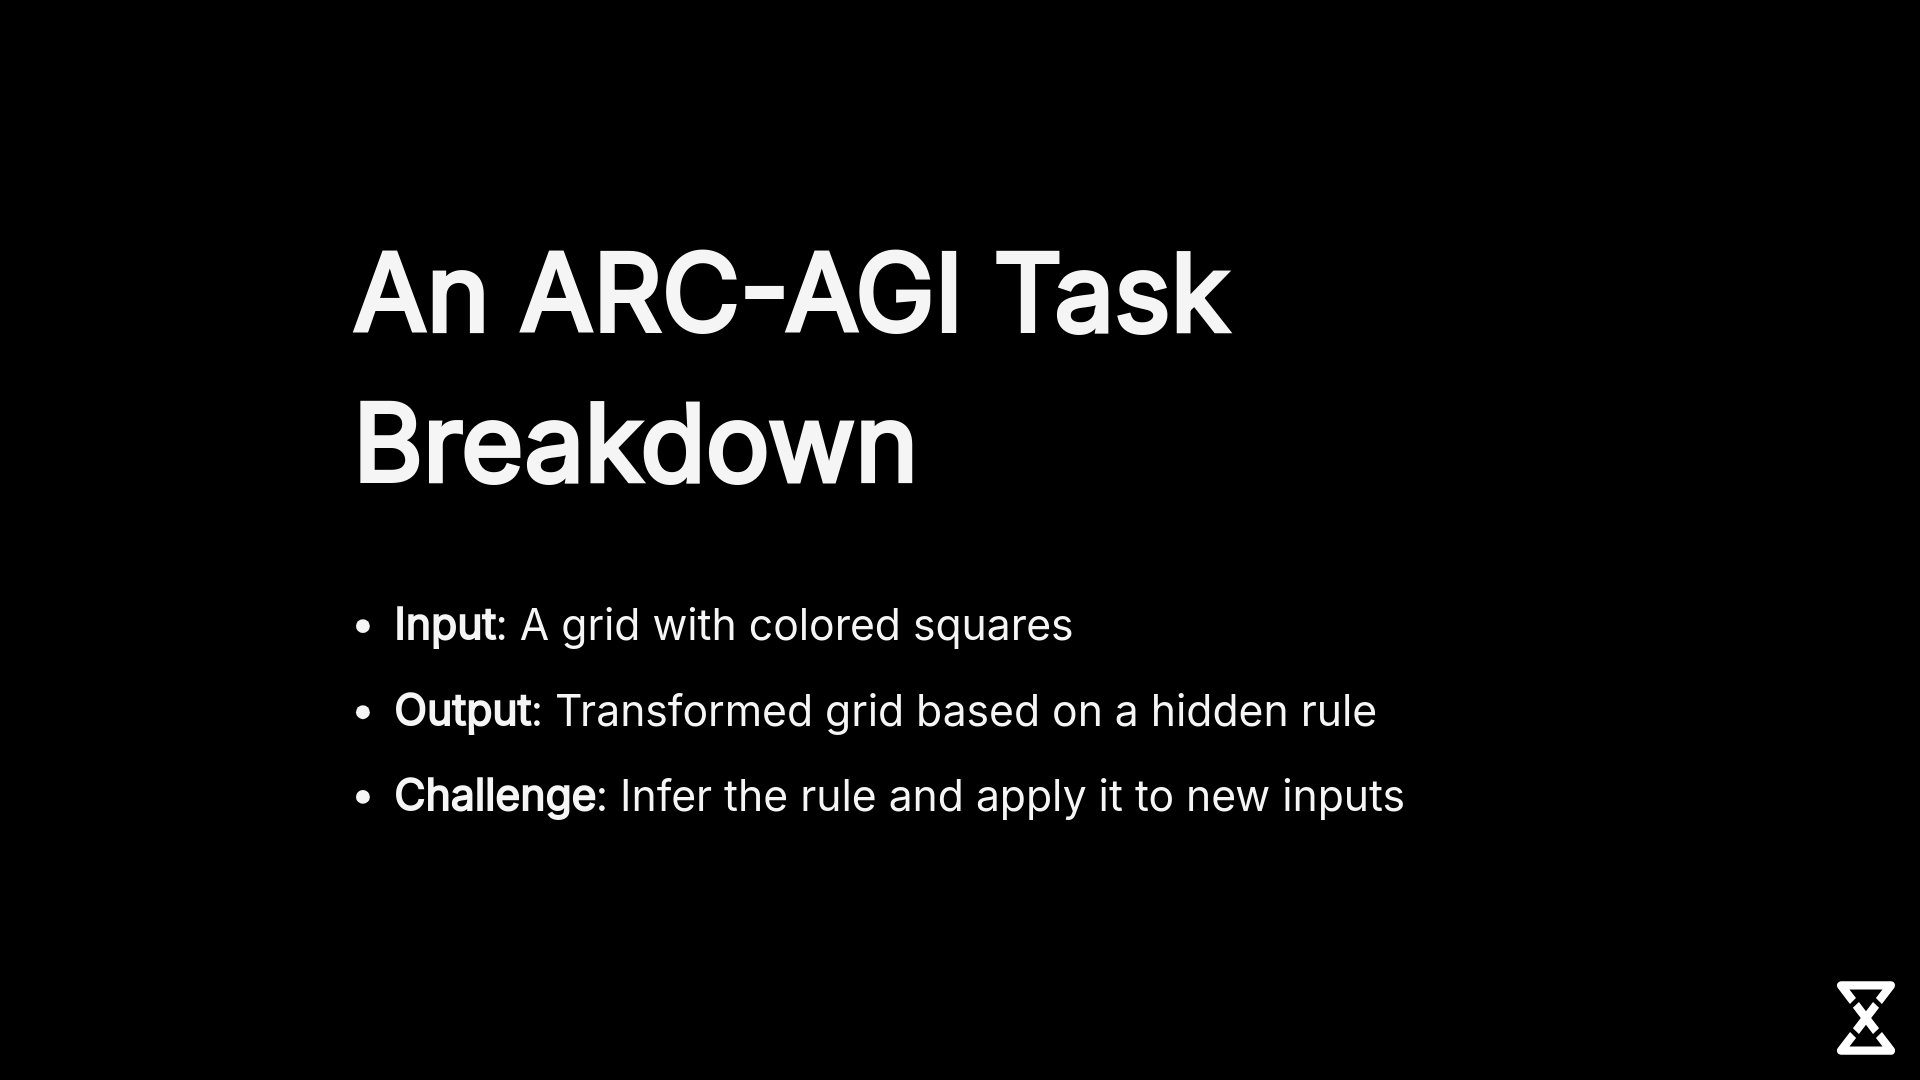 An ARC-AGI Task
Breakdown
• Input: A grid with colored squares
• Output: Transformed grid based on a hidden rule
• Challenge: Infer the rule and apply it to new inputs